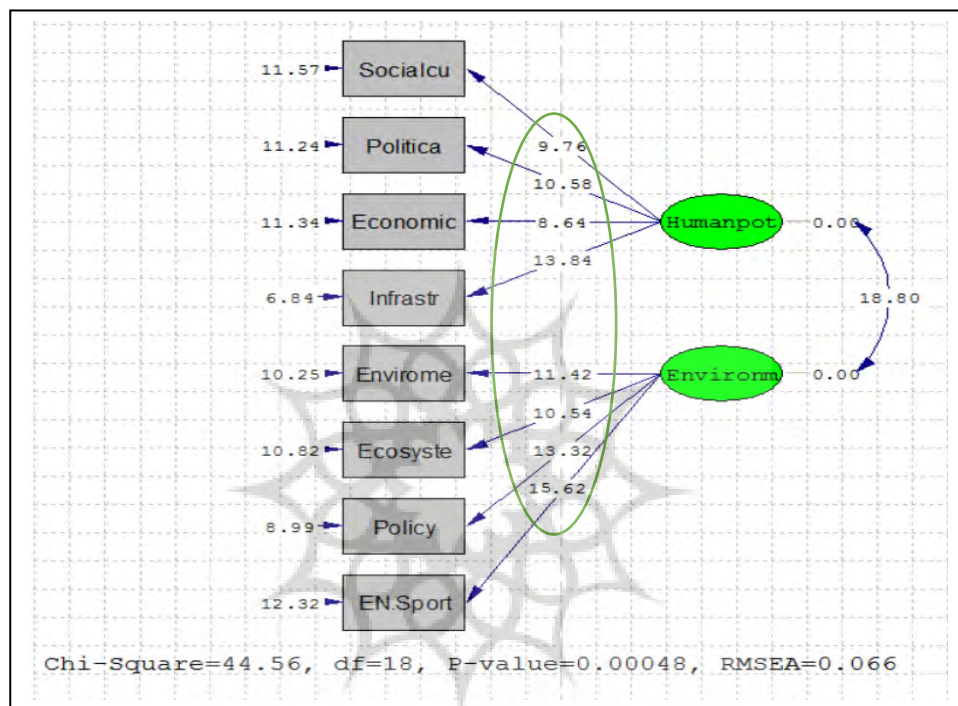 11.57 Socialcu
9.76
11.24 Politica
10.58
11.34 Economic 8.64 Humanpot 0.00
13.84
6.84 Infrastr 18.80
10.25 Envirome 11.42 Environm 0.00
10.54
10.82 Ecosyste 13.32
15.62
8.99 Policy
12.32 EN.Sport
Chi-Square=44.56, df=18, P-value=0.00048, RMSEA=0.066